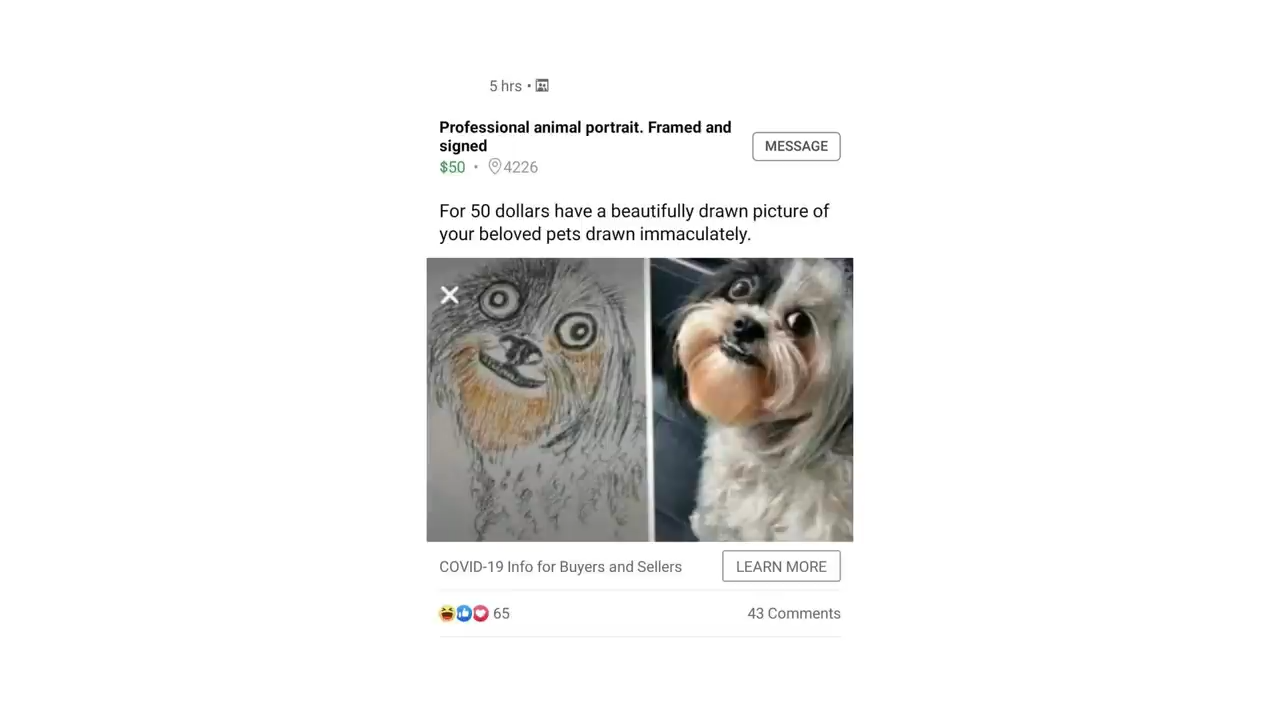 5 hrs •
Professional animal portrait. Framed and
signed
MESSAGE
$50 • 4226
For 50 dollars have a beautifully drawn picture of
your beloved pets drawn immaculately.
COVID-19 Info for Buyers and Sellers
LEARN MORE
65
43 Comments